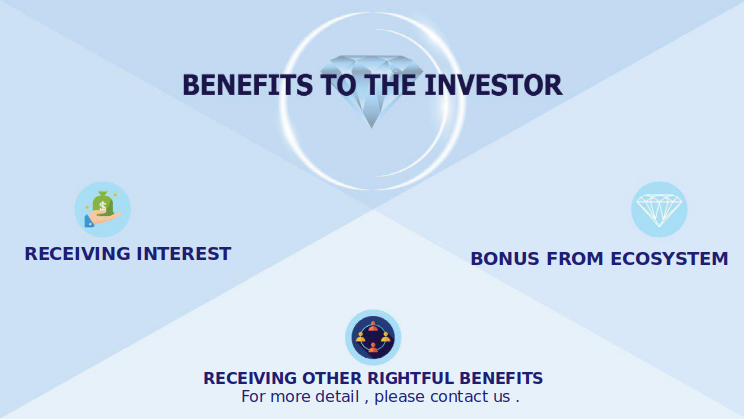 BENEFITS TO THE INVESTOR
RECEIVING INTEREST
BONUS FROM ECOSYSTEM
RECEIVING OTHER RIGHTFUL BENEFITS
For more detail , please contact us .